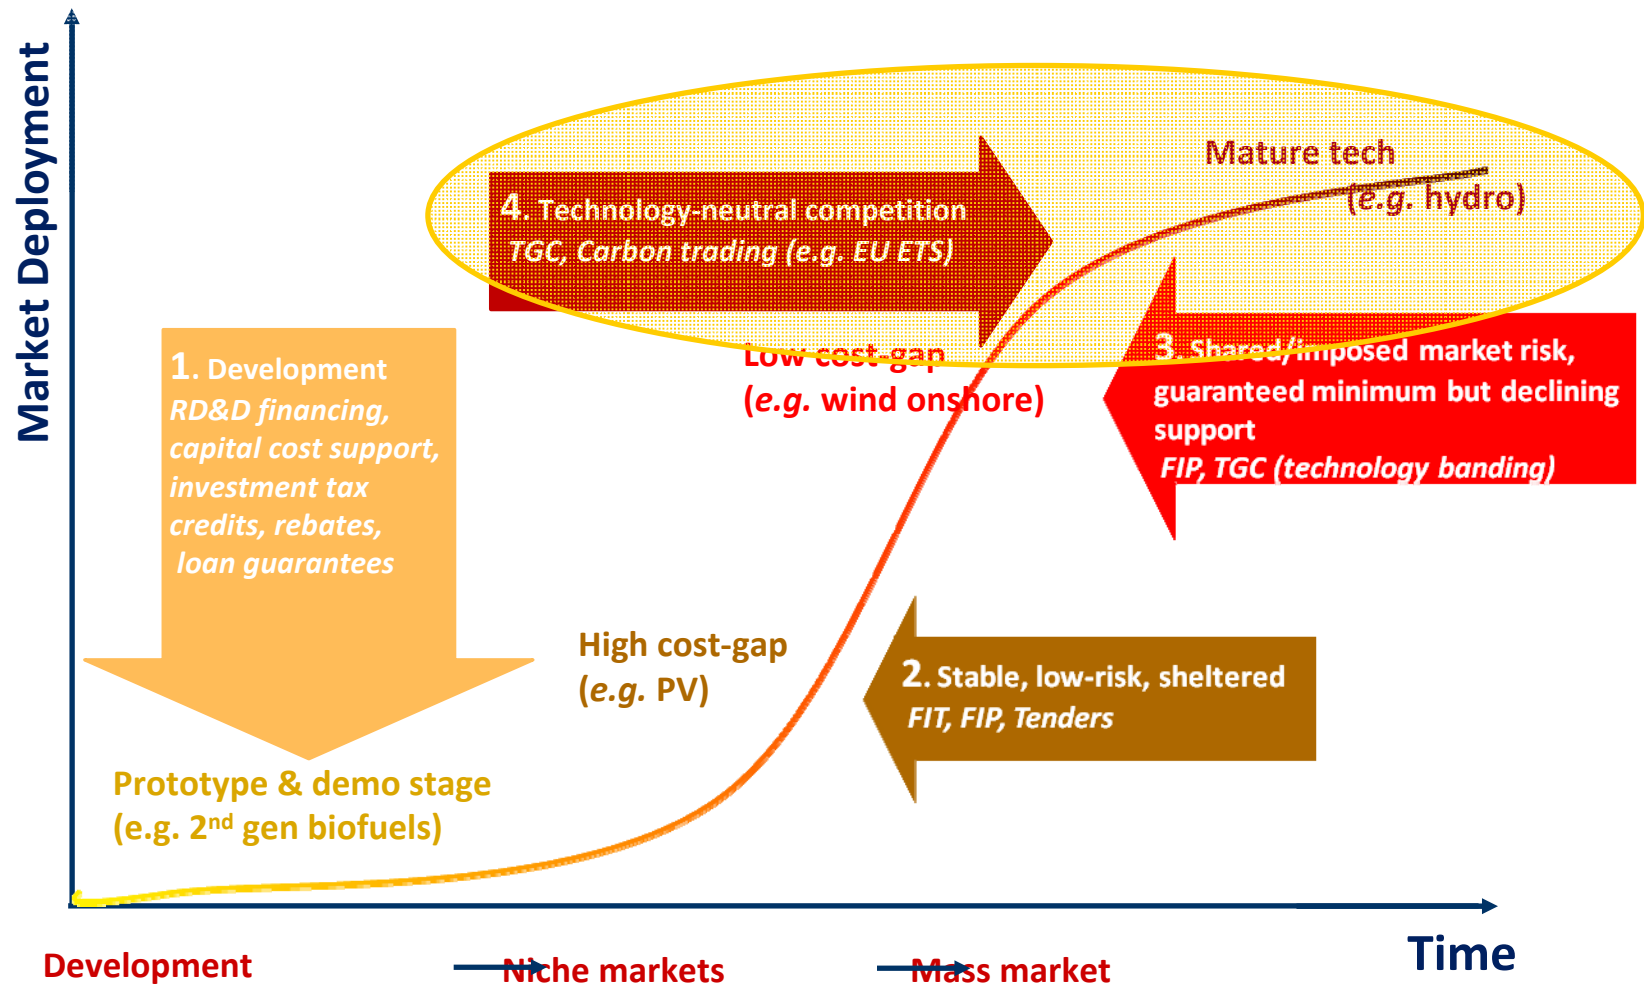 Market Deployment
Mature tech
(e.g. hydro)
4. Technology-neutral competition
TGC, Carbon trading (e.g. EU ETS)
Low cost-gap
(e.g. wind onshore)
3. Shared/imposed market risk,
guaranteed minimum but declining
support
FIP, TGC (technology banding)
1. Development
RD&D financing,
capital cost support,
investment tax
credits, rebates,
loan guarantees
High cost-gap
(e.g. PV)
2. Stable, low-risk, sheltered
FIT, FIP, Tenders
Prototype & demo stage
(e.g. 2nd gen biofuels)
Time
Development
Niche markets
Mass market